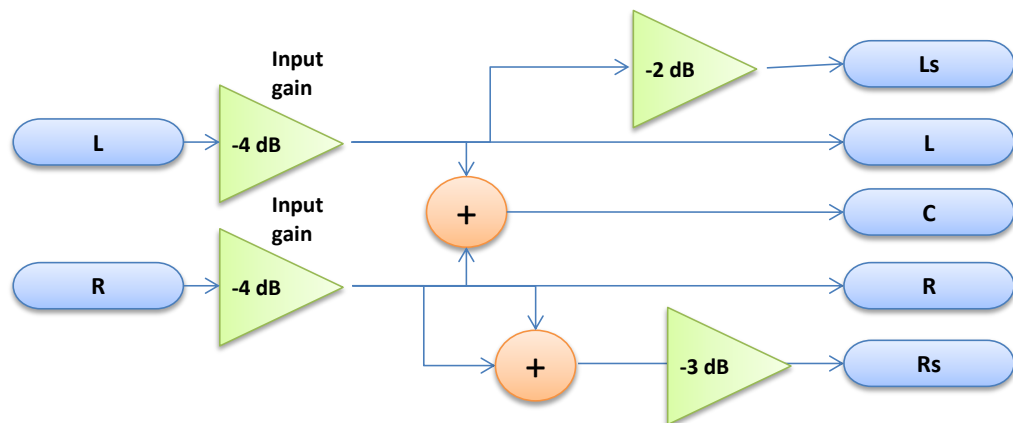 Input
gain
-2 dB
Ls
L
-4 dB
L
+
C
Input
gain
R
-4 dB
R
+
-3 dB
Rs